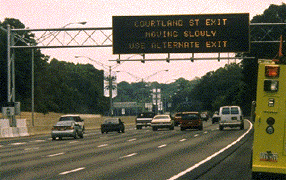 COURTLAND ST EXIT
MOVING SLOWLY
USE ALTERNATE EXIT